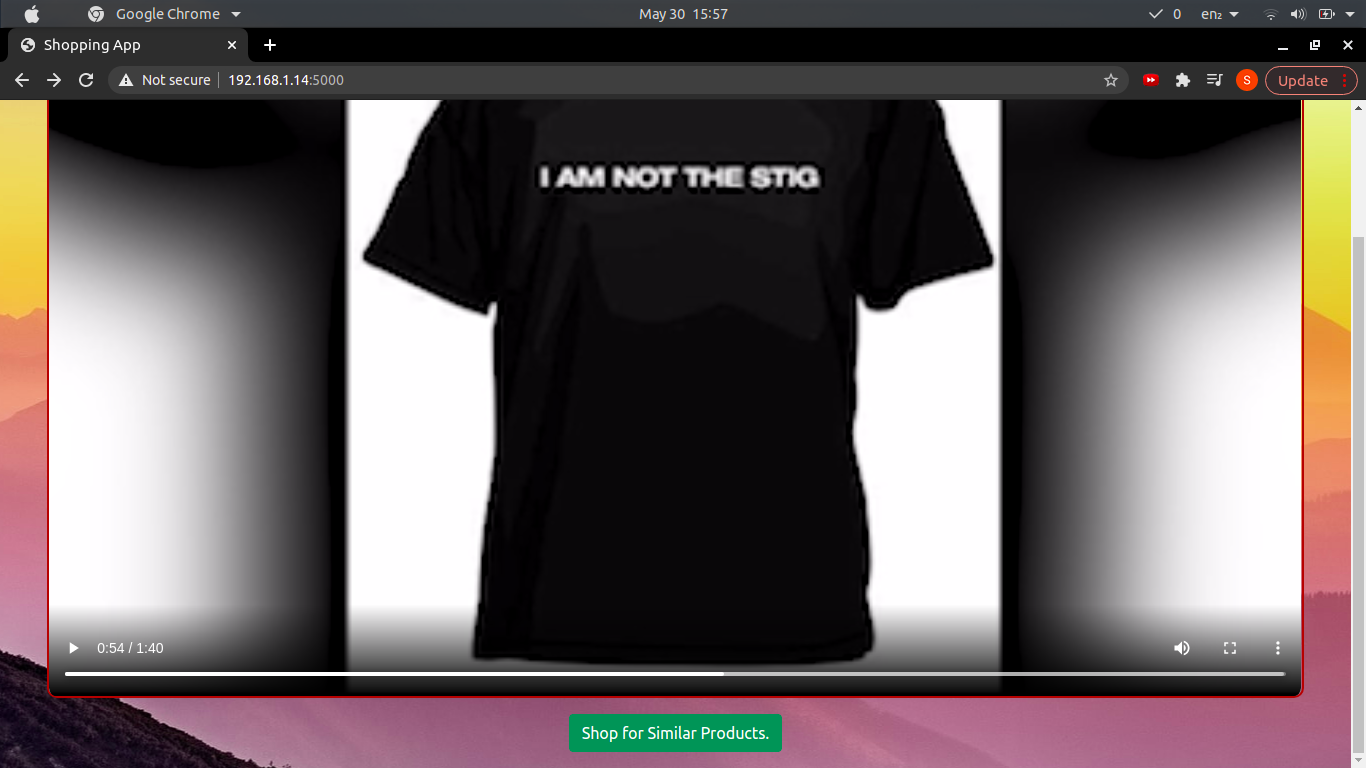 Google Chrome May 30 15:57 0 en₂
Shopping App
Not secure 192.168.1.14:5000 S Update
I AM NOT THE STIG
0:54 / 1:40
Shop for Similar Products.